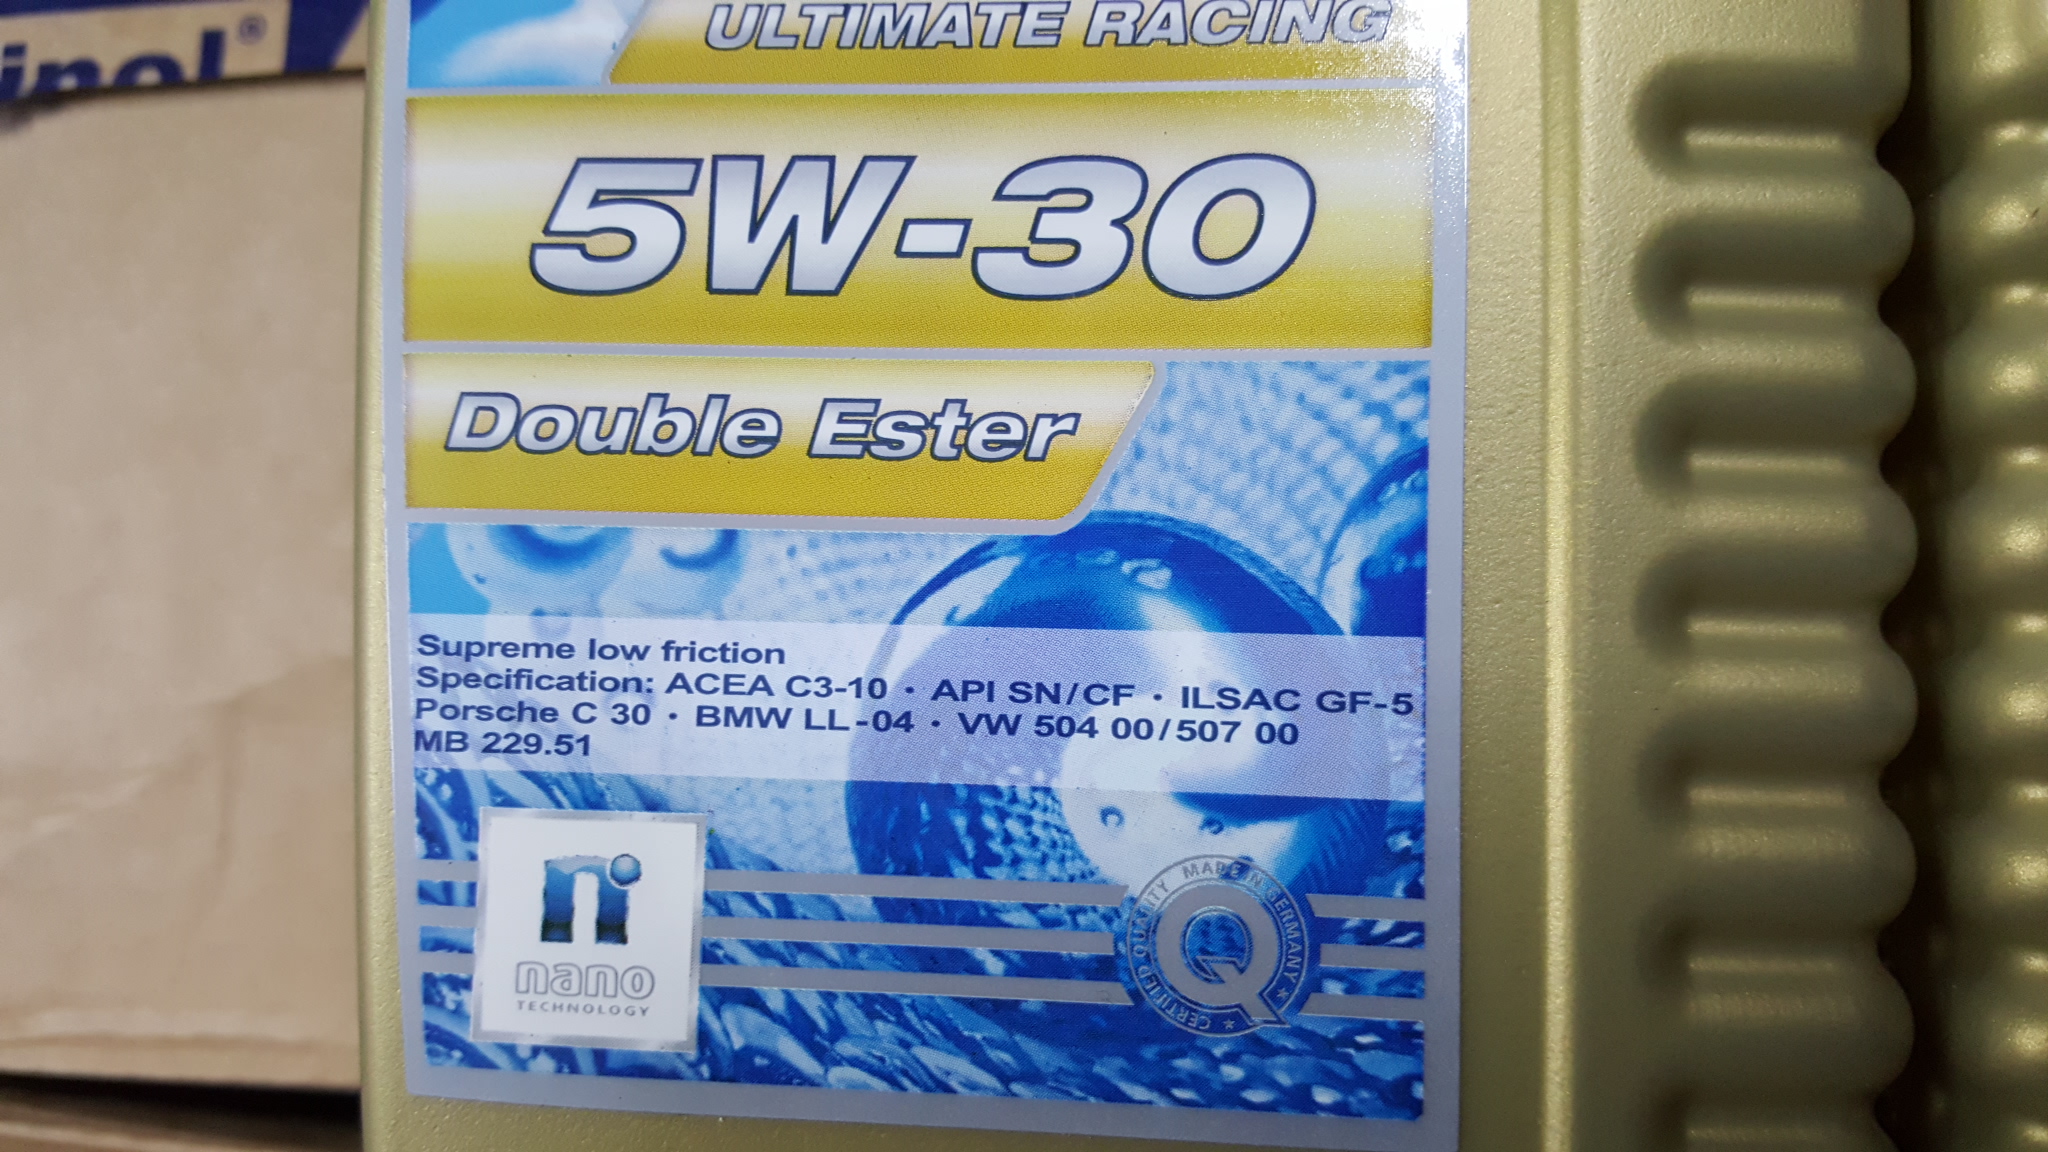 ULTIMATE RACING
5W-30
Double Ester
Supreme low friction
Specification: ACEA C3-10 • API SN/CF • ILSAC GF-5
Porsche C 30 • BMW LL-04 • VW 504 00/507 00
MB 229.51
n
nano
TECHNOLOGY
CERTIFIED QUALITY MADE IN GERMANY
Q